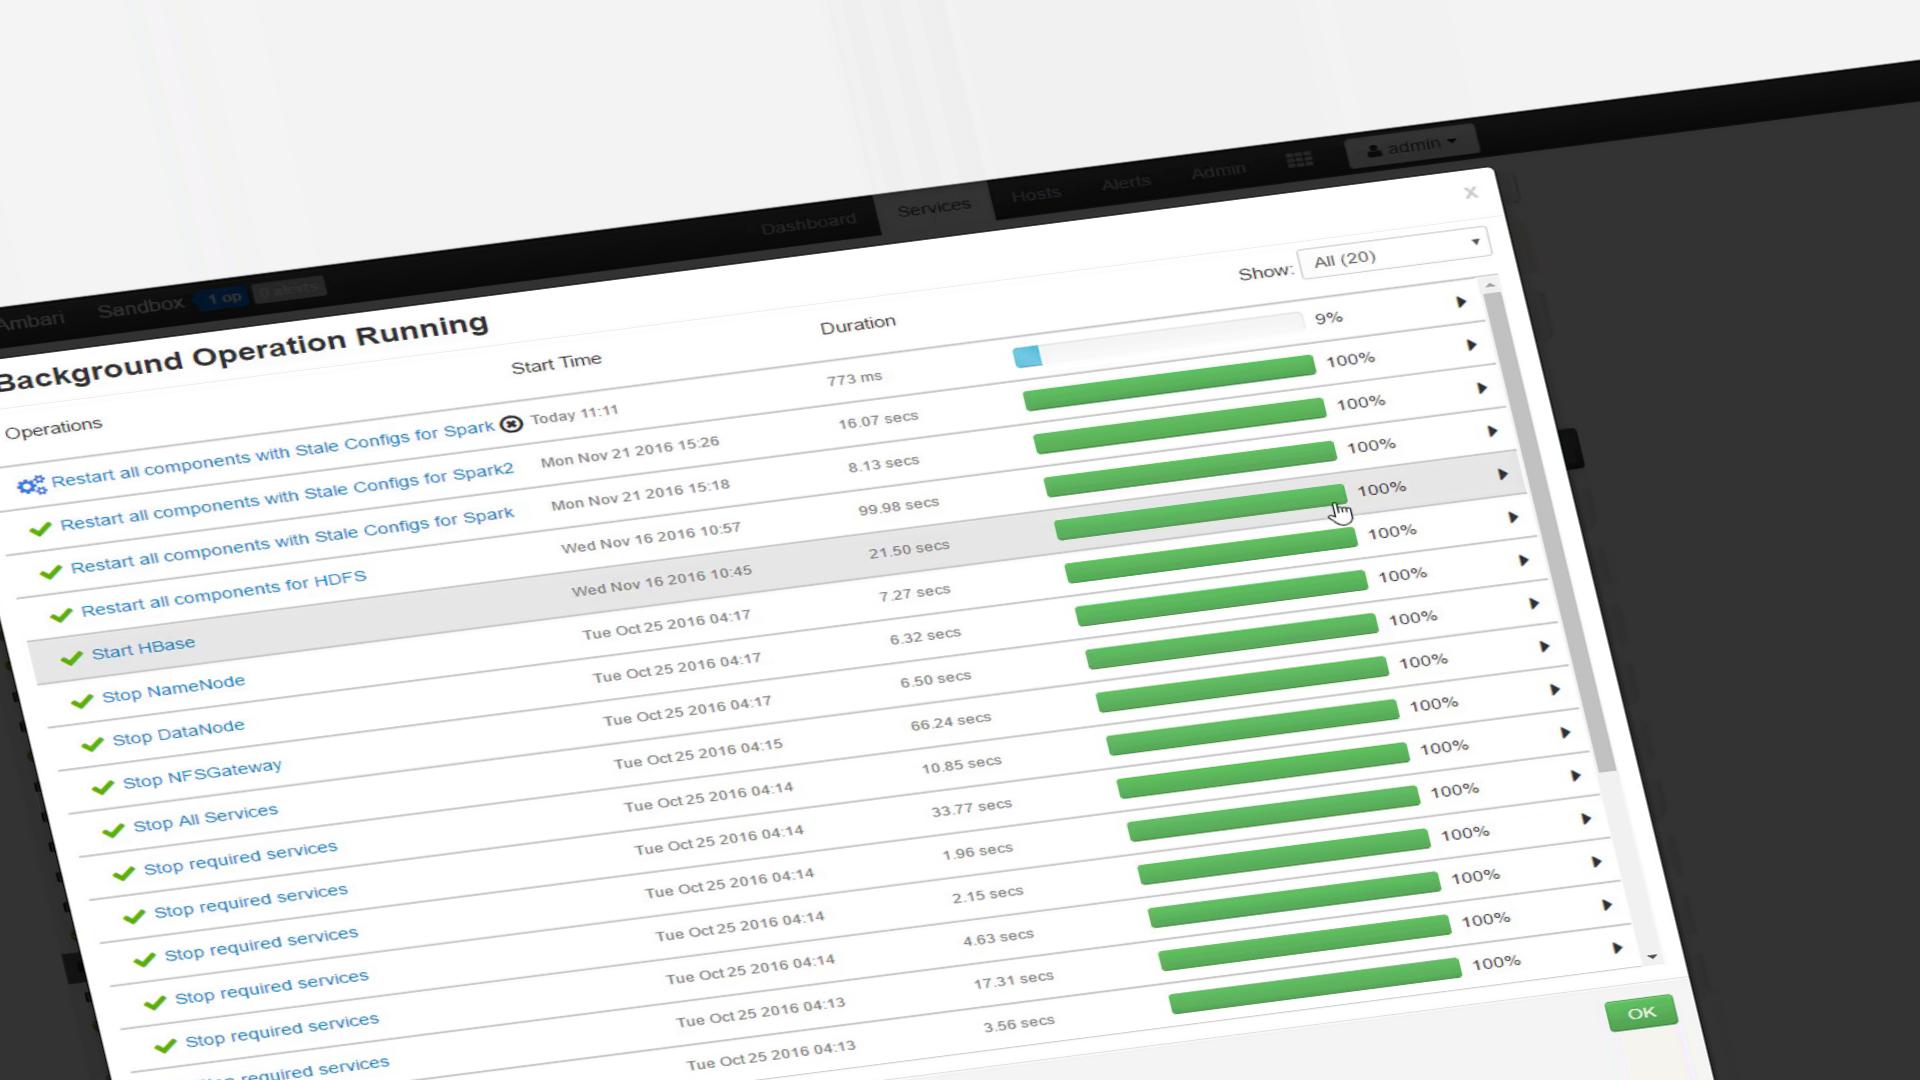 Ambari Sandbox 1 op 0 alerts Dashboard Services Hosts Alerts Admin admin
Background Operation Running
×
Show: All (20)
Operations Start Time Duration
Restart all components with Stale Configs for Spark Today 11:11 773 ms 9%
Restart all components with Stale Configs for Spark2 Mon Nov 21 2016 15:26 16.07 secs 100%
Restart all components with Stale Configs for Spark Mon Nov 21 2016 15:18 8.13 secs 100%
Restart all components for HDFS Wed Nov 16 2016 10:57 99.98 secs 100%
Start HBase Wed Nov 16 2016 10:45 21.50 secs 100%
Stop NameNode Tue Oct 25 2016 04:17 7.27 secs 100%
Stop DataNode Tue Oct 25 2016 04:17 6.32 secs 100%
Stop NFSGateway Tue Oct 25 2016 04:17 6.50 secs 100%
Stop All Services Tue Oct 25 2016 04:15 66.24 secs 100%
Stop required services Tue Oct 25 2016 04:14 10.85 secs 100%
Stop required services Tue Oct 25 2016 04:14 33.77 secs 100%
Stop required services Tue Oct 25 2016 04:14 1.96 secs 100%
Stop required services Tue Oct 25 2016 04:14 2.15 secs 100%
Stop required services Tue Oct 25 2016 04:14 4.63 secs 100%
required services Tue Oct 25 2016 04:13 17.31 secs 100%
Tue Oct 25 2016 04:13 3.56 secs 100%
OK